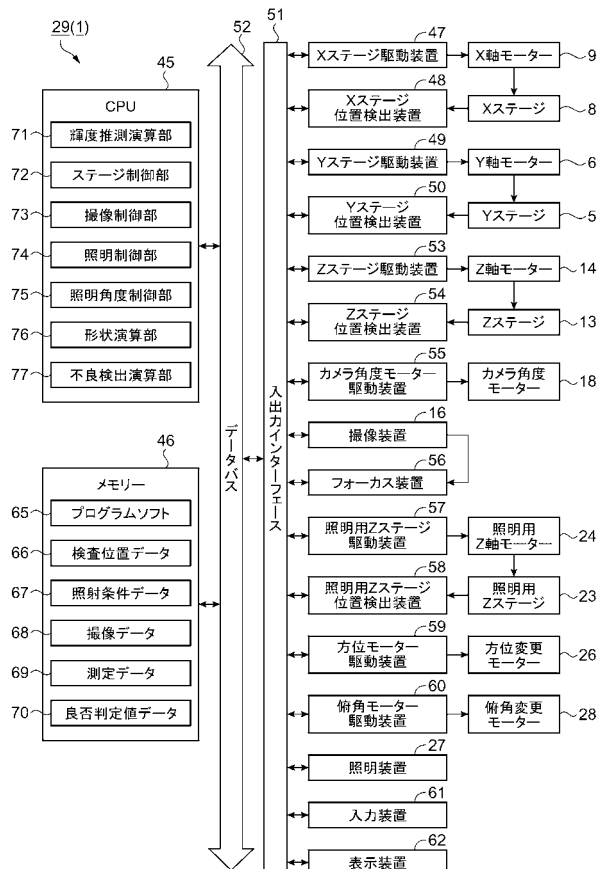 29(1)
45
CPU
71
輝度推測演算部
72
ステージ制御部
73
撮像制御部
74
照明制御部
75
照明角度制御部
76
形状演算部
77
不良検出演算部
46
メモリー
65
プログラムソフト
66
検査位置データ
67
照射条件データ
68
撮像データ
69
測定データ
70
良否判定値データ
52
データバス
51
入出力インターフェース
47
Xステージ駆動装置
X軸モーター
9
48
Xステージ
位置検出装置
Xステージ
8
49
Yステージ駆動装置
Y軸モーター
6
50
Yステージ
位置検出装置
Yステージ
5
53
Zステージ駆動装置
Z軸モーター
14
54
Zステージ
位置検出装置
Zステージ
13
55
カメラ角度モーター
駆動装置
カメラ角度
モーター
18
16
撮像装置
56
フォーカス装置
57
照明用Zステージ
駆動装置
照明用
Z軸モーター
24
58
照明用Zステージ
位置検出装置
照明用
Zステージ
23
59
方位モーター
駆動装置
方位変更
モーター
26
60
俯角モーター
駆動装置
俯角変更
モーター
28
照明装置
27
61
入力装置
62
表示装置